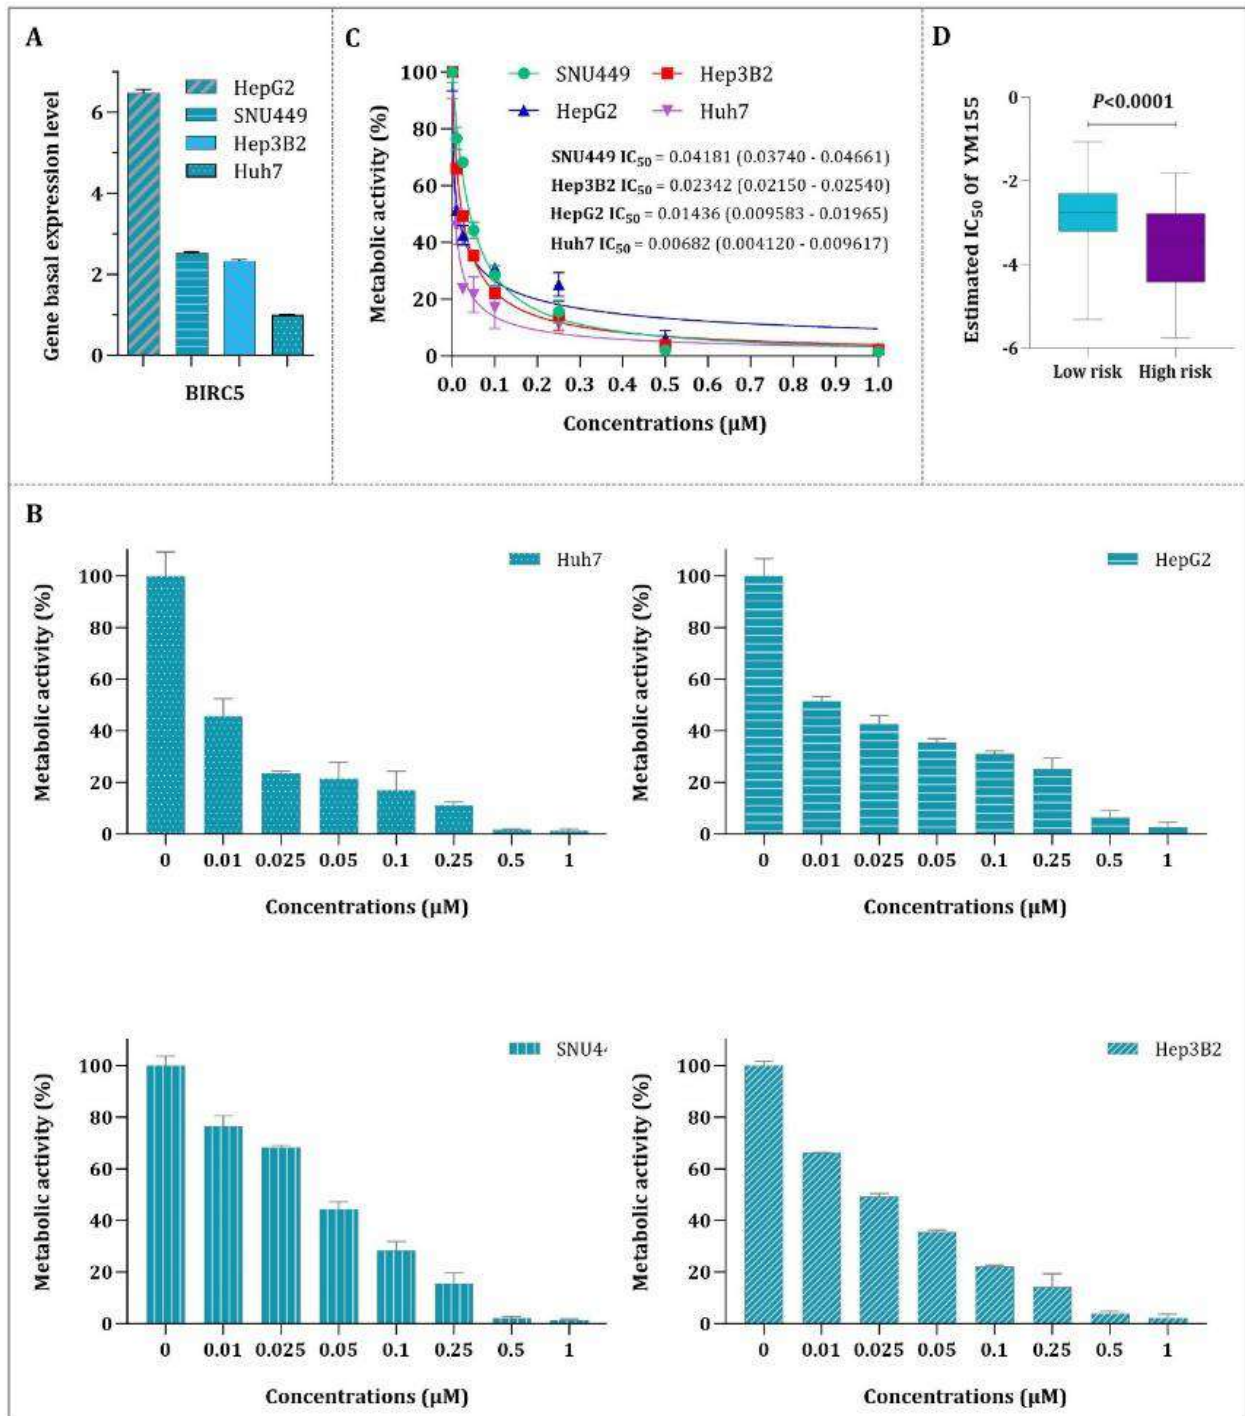 A
Gene basal expression level
6
4
2
0
HepG2
SNU449
Hep3B2
Huh7
BIRC5
C
Metabolic activity (%)
100
80
60
40
20
0
SNU449 Hep3B2
HepG2 Huh7
SNU449 IC50 = 0.04181 (0.03740 - 0.04661)
Hep3B2 IC50 = 0.02342 (0.02150 - 0.02540)
HepG2 IC50 = 0.01436 (0.009583 - 0.01965)
Huh7 IC50 = 0.00682 (0.004120 - 0.009617)
0.0 0.1 0.2 0.3 0.4 0.5 0.6 0.7 0.8 0.9 1.0
Concentrations (μM)
D
Estimated IC50 Of YM155
0
-2
-4
-6
P<0.0001
Low risk High risk
B
Metabolic activity (%)
100
80
60
40
20
0
Huh7
0 0.01 0.025 0.05 0.1 0.25 0.5 1
Concentrations (μM)
Metabolic activity (%)
100
80
60
40
20
0
HepG2
0 0.01 0.025 0.05 0.1 0.25 0.5 1
Concentrations (μM)
Metabolic activity (%)
100
80
60
40
20
0
SNU44
0 0.01 0.025 0.05 0.1 0.25 0.5 1
Concentrations (μM)
Metabolic activity (%)
100
80
60
40
20
0
Hep3B2
0 0.01 0.025 0.05 0.1 0.25 0.5 1
Concentrations (μM)